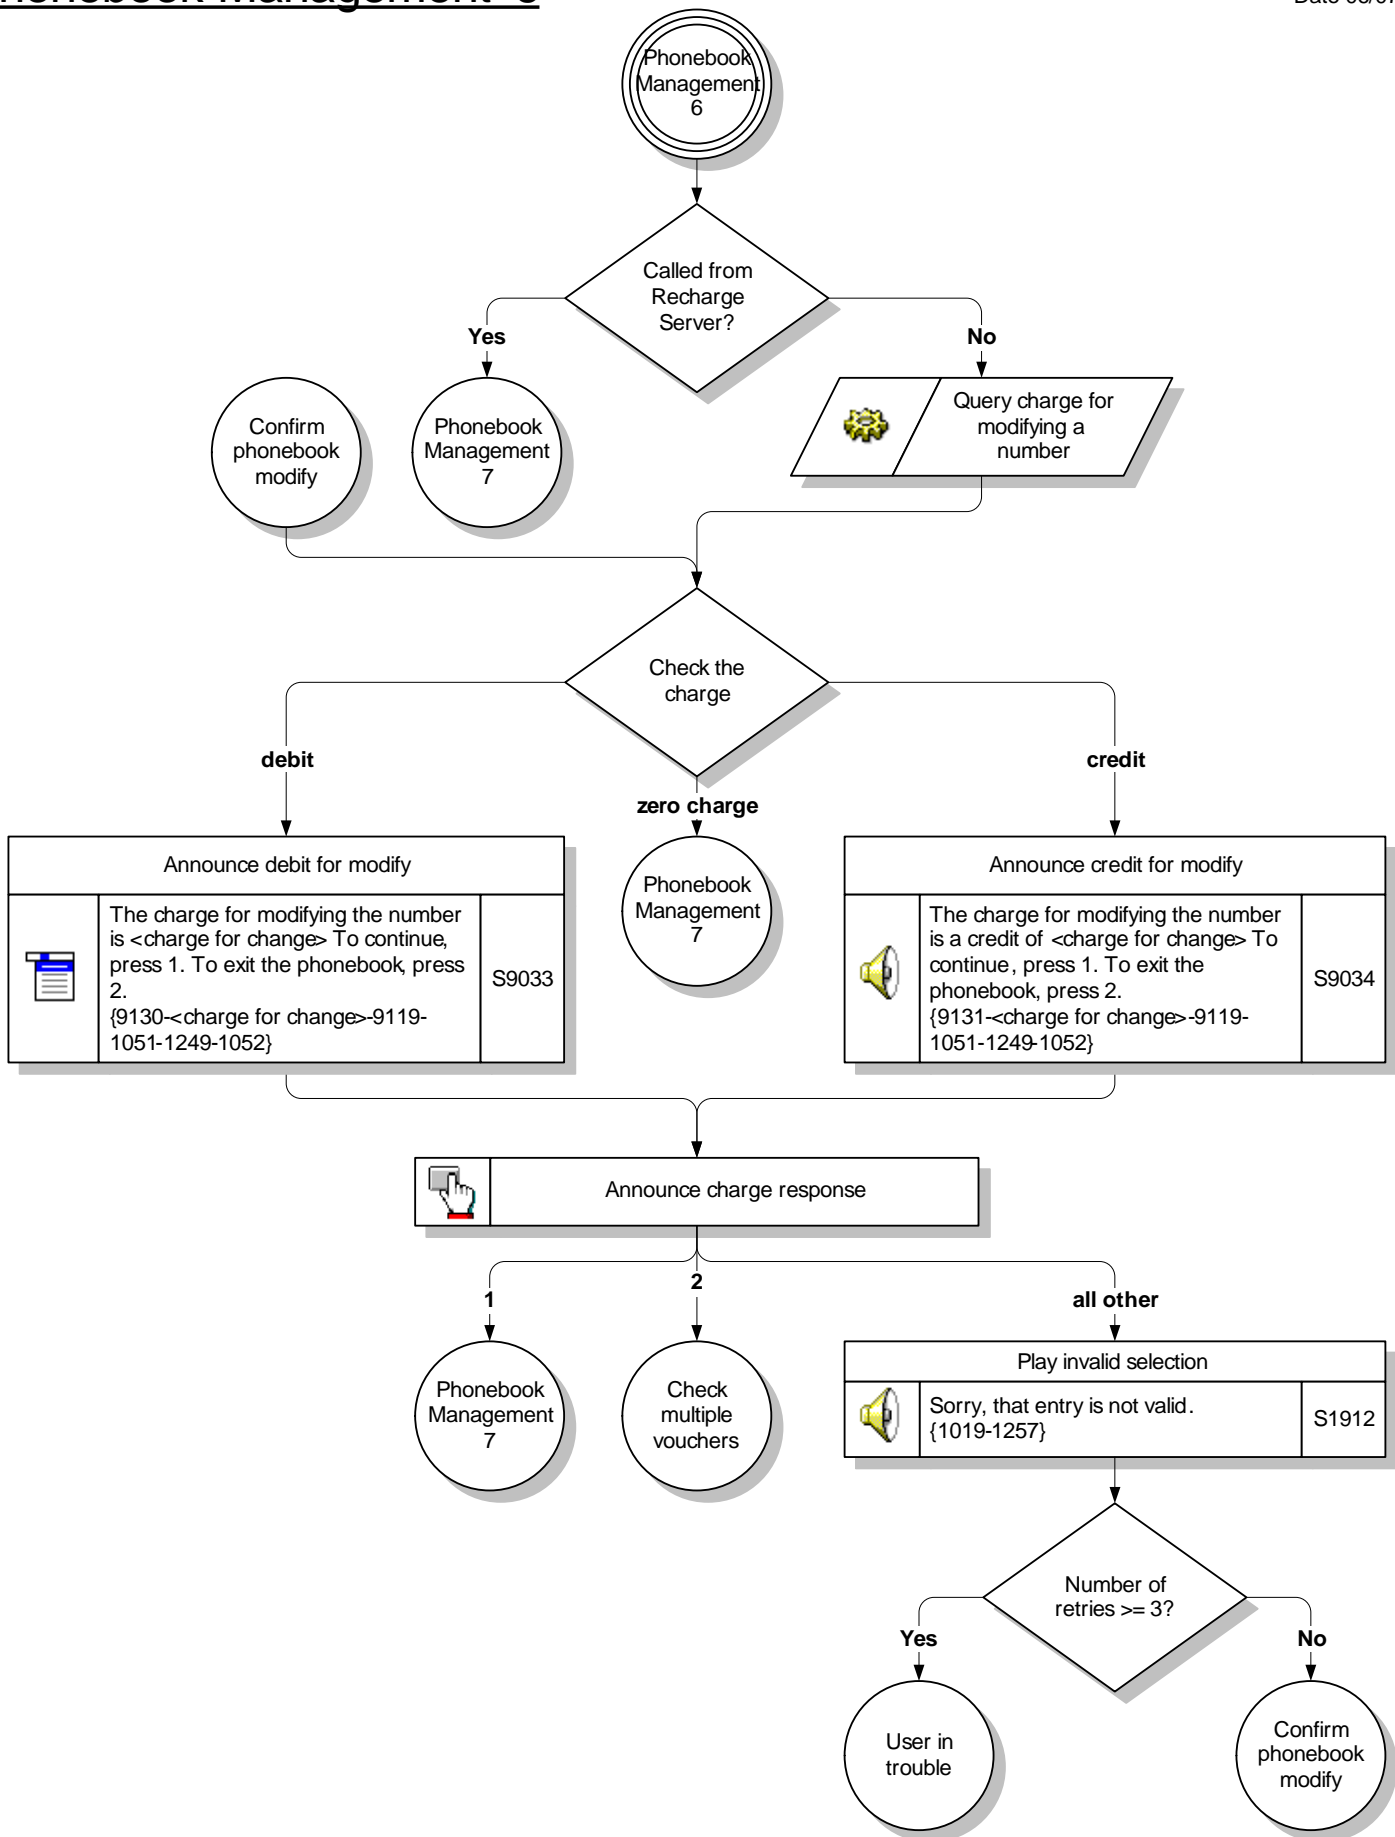 Phonebook
Management
6
Called from
Recharge
Server?
Yes
No
Confirm
phonebook
modify
Phonebook
Management
7
Query charge for
modifying a
number
Check the
charge
debit
zero charge
credit
Announce debit for modify
The charge for modifying the number
is <charge for change> To continue,
press 1. To exit the phonebook, press
2.
{9130-<charge for change>-9119-
1051-1249-1052}
S9033
Phonebook
Management
7
Announce credit for modify
The charge for modifying the number
is a credit of <charge for change> To
continue, press 1. To exit the
phonebook, press 2.
{9131-<charge for change>-9119-
1051-1249-1052}
S9034
Announce charge response
1
2
all other
Phonebook
Management
7
Check
multiple
vouchers
Play invalid selection
Sorry, that entry is not valid.
{1019-1257}
S1912
Number of
retries >= 3?
Yes
No
User in
trouble
Confirm
phonebook
modify